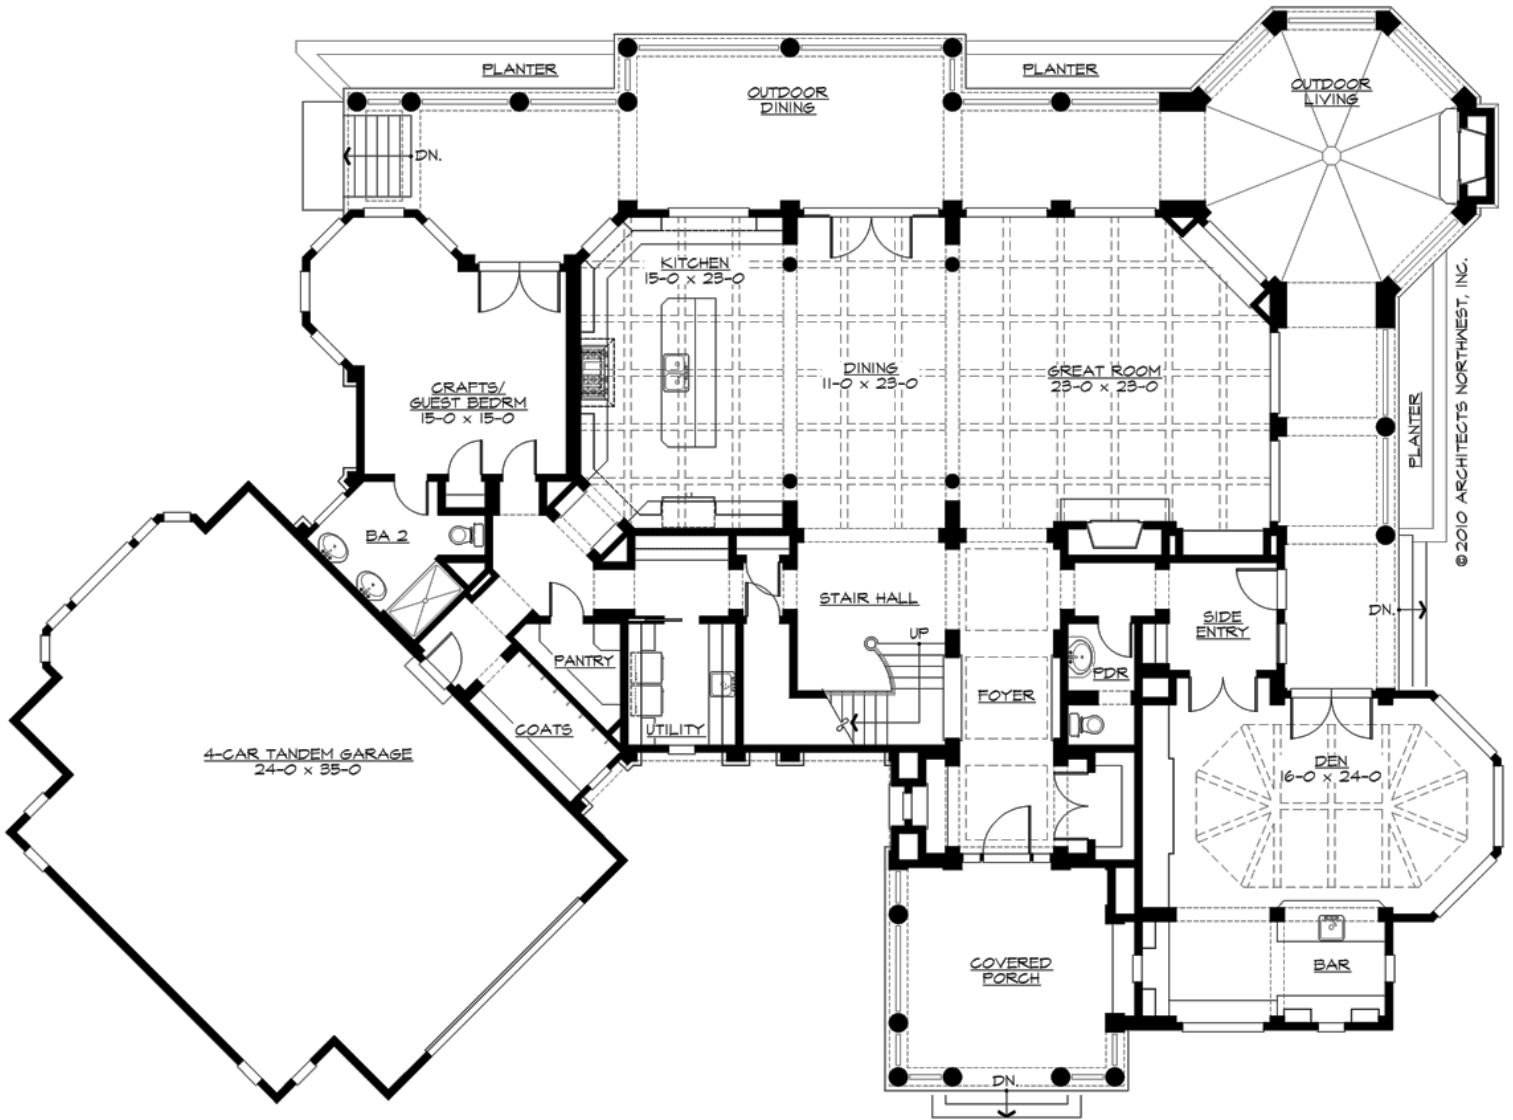 PLANTER
OUTDOOR
DINING
PLANTER
OUTDOOR
LIVING
DN.
KITCHEN
15-0 x 23-0
DINING
11-0 x 23-0
GREAT ROOM
23-0 x 23-0
CRAFTS/
GUEST BEDRM
15-0 x 15-0
PLANTER
©2010 ARCHITECTS NORTHWEST, INC.
BA 2
STAIR HALL
UP
SIDE
ENTRY
DN.
PANTRY
PDR
FOYER
COATS
UTILITY
4-CAR TANDEM GARAGE
24-0 x 35-0
DEN
16-0 x 24-0
COVERED
PORCH
BAR
DN.